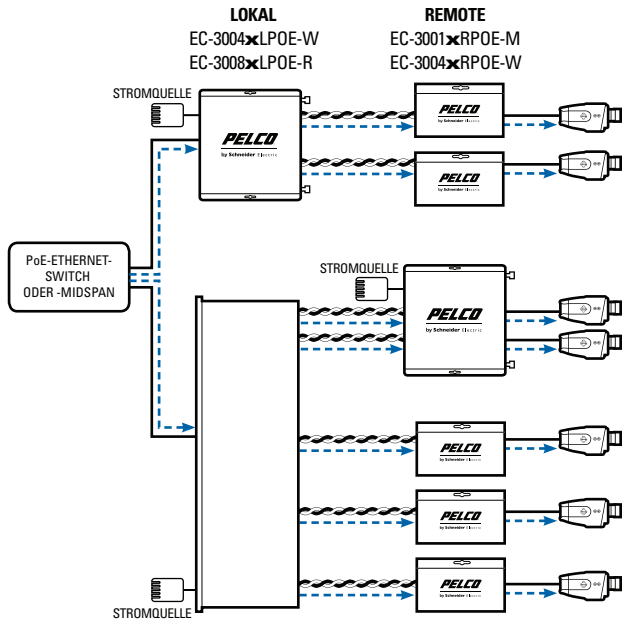 LOKAL
EC-3004xLPOE-W
EC-3008xLPOE-R
REMOTE
EC-3001xRPOE-M
EC-3004xRPOE-W
STROMQUELLE
PELCO
by Schneider Electric
PELCO
by Schneider Electric
PELCO
by Schneider Electric
PoE-ETHERNET-
SWITCH
ODER -MIDSPAN
STROMQUELLE
PELCO
by Schneider Electric
PELCO
by Schneider Electric
PELCO
by Schneider Electric
PELCO
by Schneider Electric
STROMQUELLE